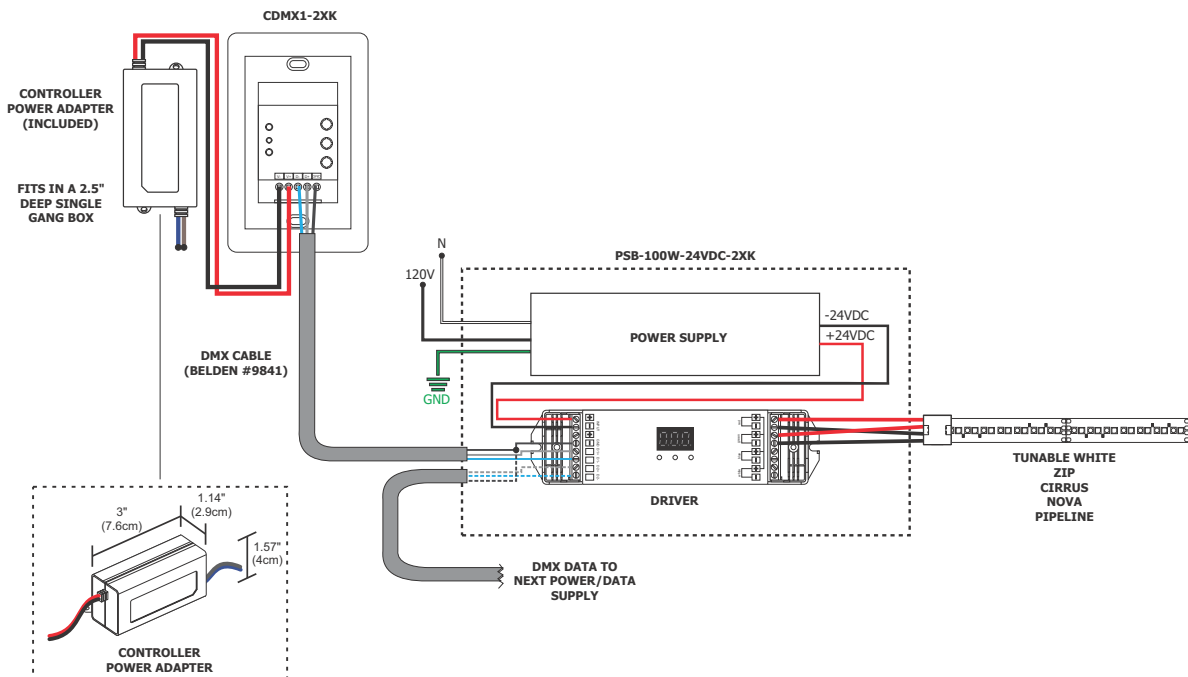 CDMX1-2XK
CONTROLLER
POWER ADAPTER
(INCLUDED)
FITS IN A 2.5"
DEEP SINGLE
GANG BOX
N
120V
PSB-100W-24VDC-2XK
POWER SUPPLY
-24VDC
+24VDC
DMX CABLE
(BELDEN #9841)
GND
DRIVER
TUNABLE WHITE
ZIP
CIRRUS
NOVA
PIPELINE
DMX DATA TO
NEXT POWER/DATA
SUPPLY
3"
(7.6cm)
1.14"
(2.9cm)
1.57"
(4cm)
CONTROLLER
POWER ADAPTER